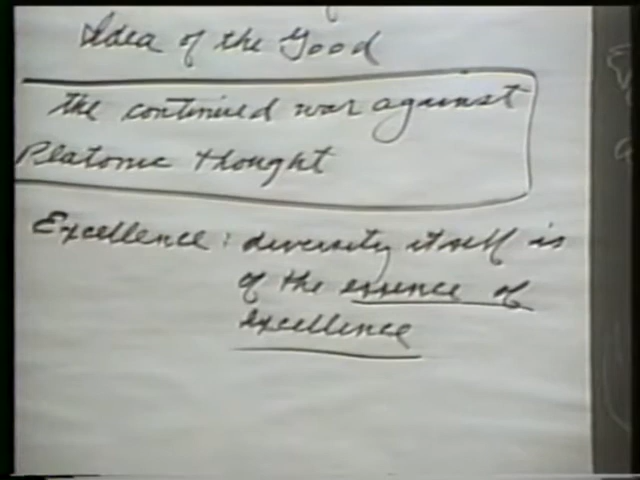 Idea of the Good
the continued war against
Platonic thought
Excellence: diversity itself is
of the essence of
excellence